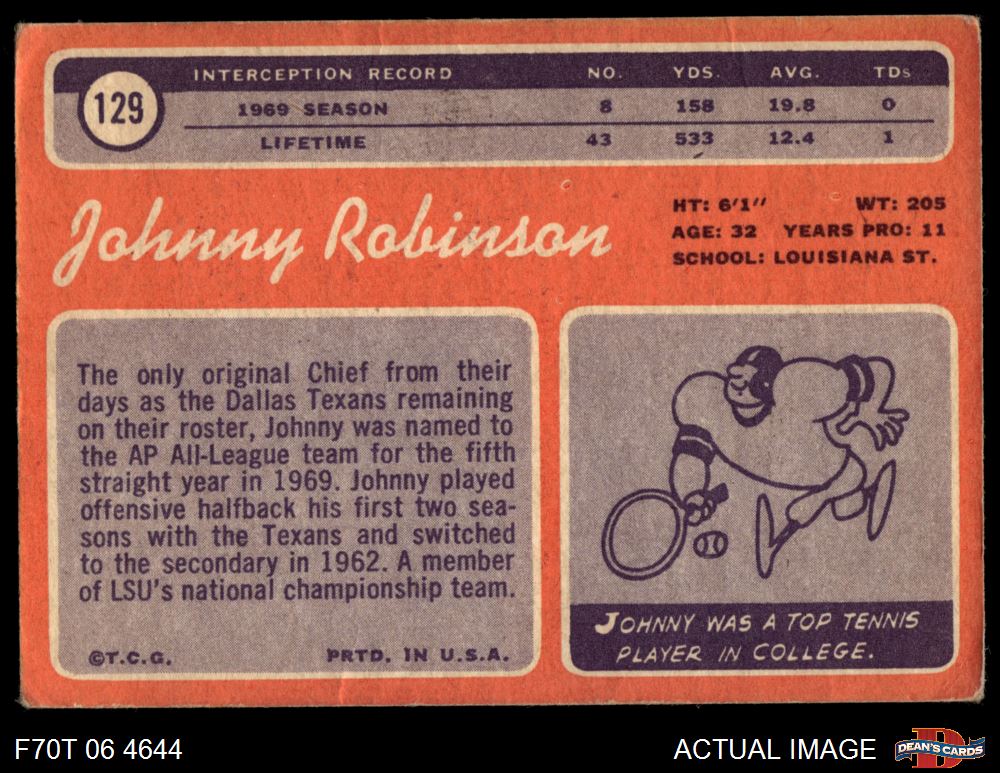 129
INTERCEPTION RECORD NO. YDS. AVG. TDs
1969 SEASON 8 158 19.8 0
LIFETIME 43 533 12.4 1
Johnny Robinson
HT: 6'1" WT: 205
AGE: 32 YEARS PRO: 11
SCHOOL: LOUISIANA ST.
The only original Chief from their
days as the Dallas Texans remaining
on their roster, Johnny was named to
the AP All-League team for the fifth
straight year in 1969. Johnny played
offensive halfback his first two sea-
sons with the Texans and switched
to the secondary in 1962. A member
of LSU's national championship team.
©T.C.G. PRTD. IN U.S.A.
JOHNNY WAS A TOP TENNIS
PLAYER IN COLLEGE.
F70T 06 4644
ACTUAL IMAGE
D
DEAN'S CARDS